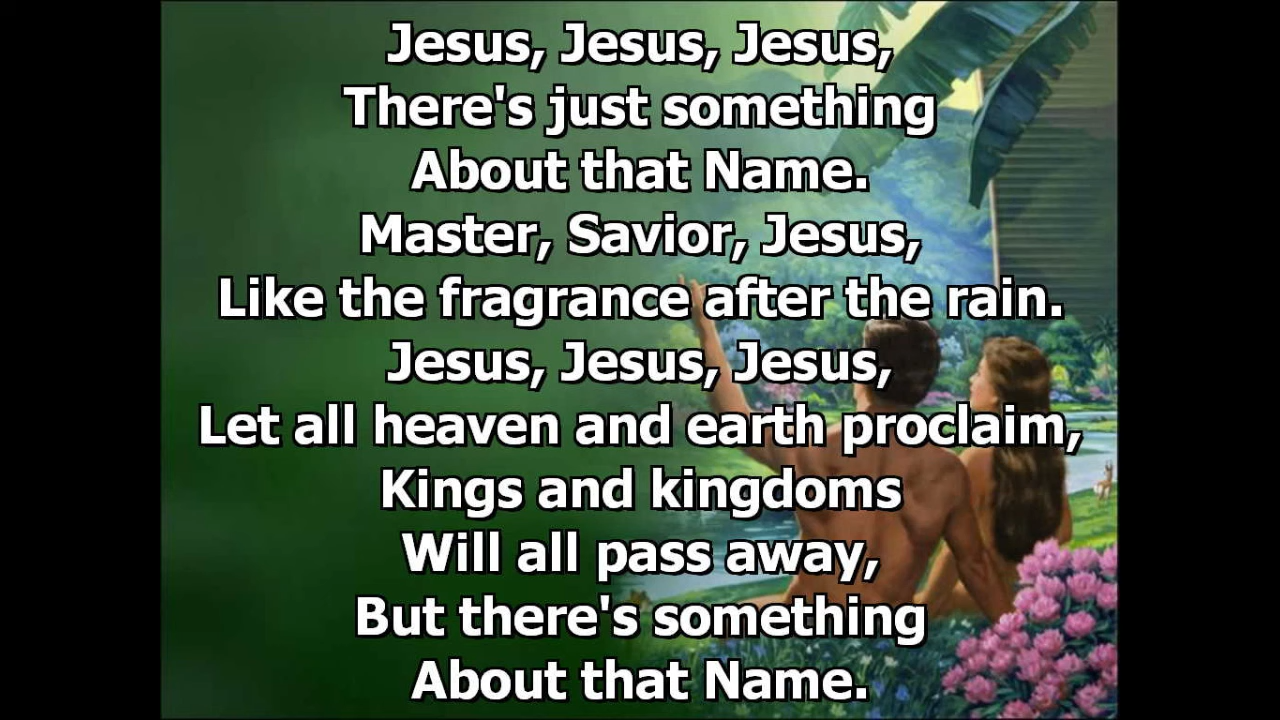 Jesus, Jesus, Jesus,
There's just something
About that Name.
Master, Savior, Jesus,
Like the fragrance after the rain.
Jesus, Jesus, Jesus,
Let all heaven and earth proclaim,
Kings and kingdoms
Will all pass away,
But there's something
About that Name.